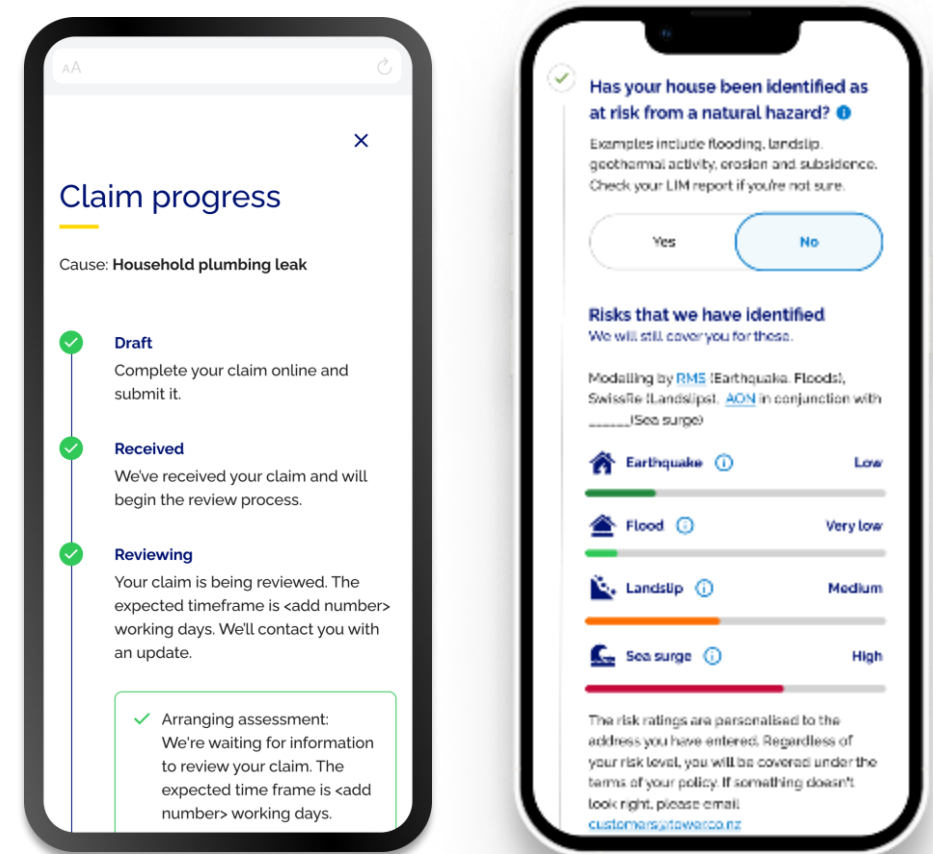 AA
Claim progress
Cause: Household plumbing leak
Draft
Complete your claim online and
submit it.
Received
We've received your claim and will
begin the review process.
Reviewing
Your claim is being reviewed. The
expected timeframe is <add number>
working days. We'll contact you with
an update.
Arranging assessment:
We're waiting for information
to review your claim. The
expected time frame is <add
number> working days.
Has your house been identified as
at risk from a natural hazard?
Examples include flooding, landslip,
geothermal activity, erosion and subsidence.
Check your LIM report if you're not sure.
Yes
No
Risks that we have identified
We will still cover you for these.
Modelling by RMS (Earthquake, Floods),
SwissRe (Landslips), AON in conjunction with
______(Sea surge)
Earthquake Low
Flood Very low
Landslip Medium
Sea surge High
The risk ratings are personalised to the
address you have entered. Regardless of
your risk level, you will be covered under the
terms of your policy. If something doesn't
look right, please email
customers@tower.co.nz